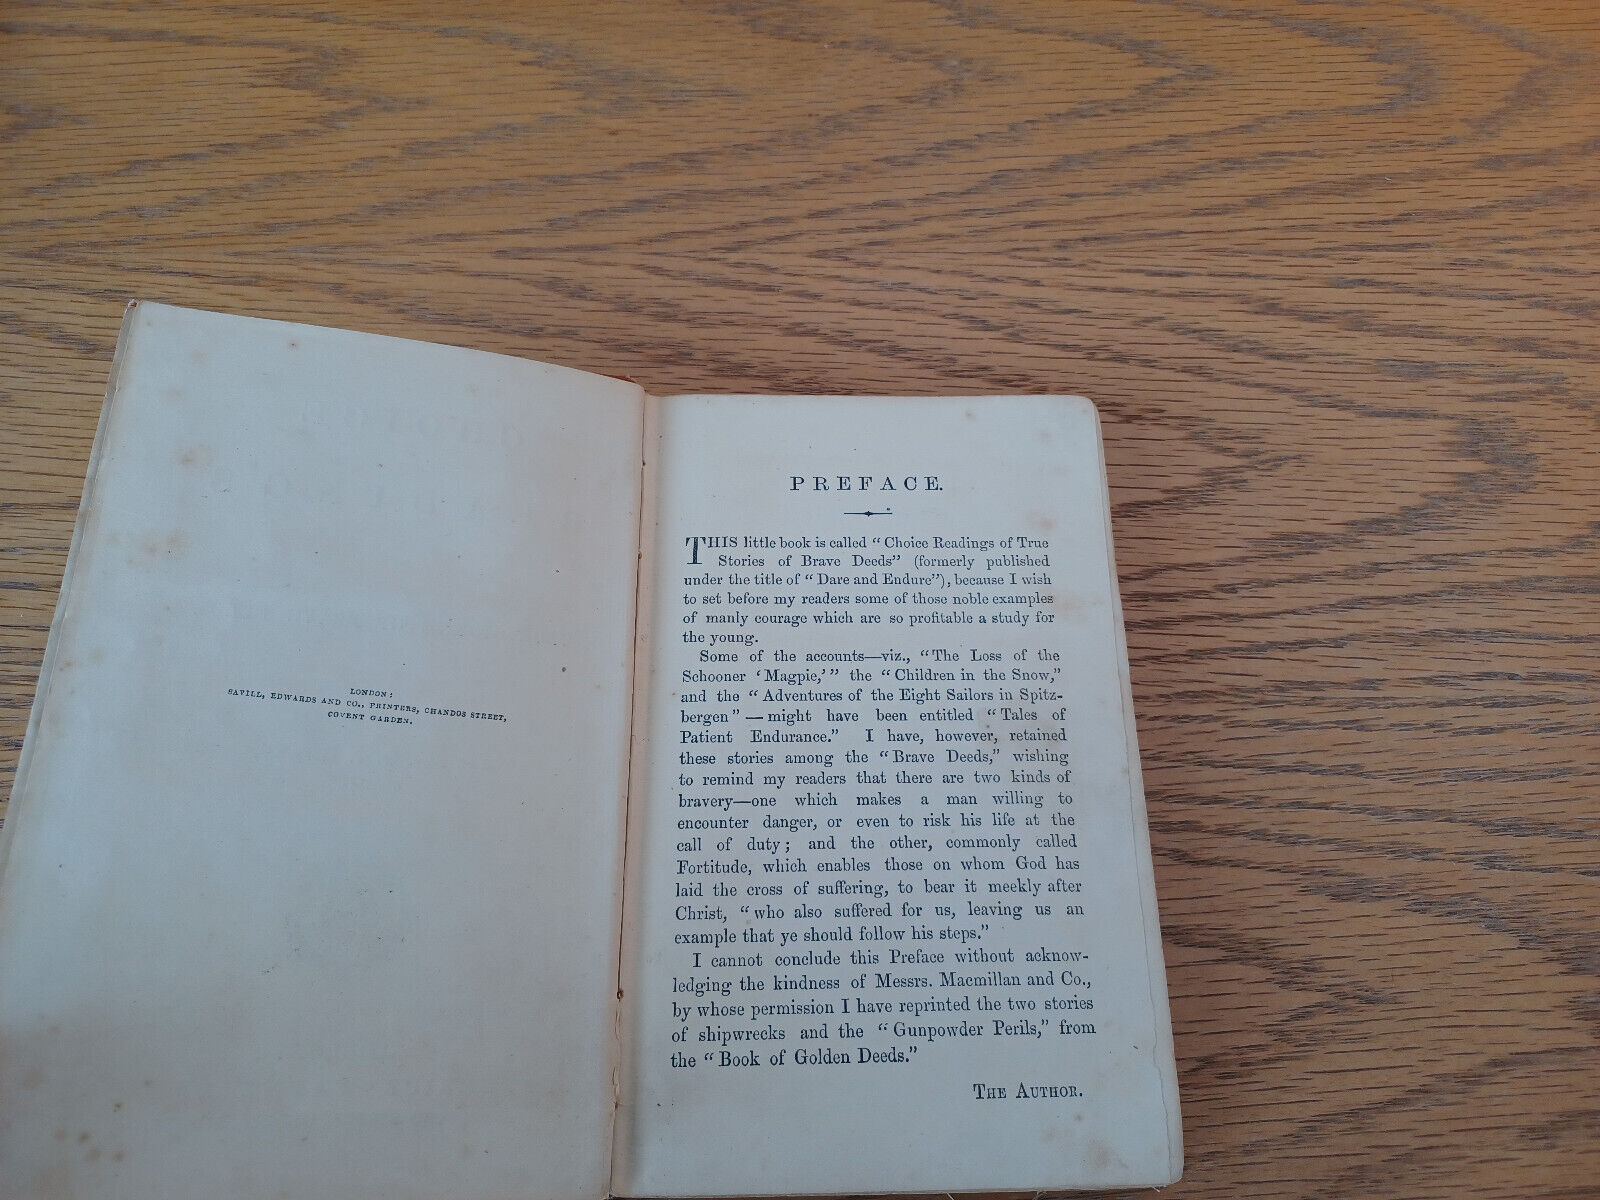 LONDON:
SAVILL, EDWARDS AND CO., PRINTERS, CHANDOS STREET,
COVENT GARDEN.
PREFACE.
THIS little book is called “Choice Readings of True
Stories of Brave Deeds” (formerly published
under the title of “Dare and Endure”), because I wish
to set before my readers some of those noble examples
of manly courage which are so profitable a study for
the young.
Some of the accounts—viz., “The Loss of the
Schooner ‘Magpie,’” the “Children in the Snow,”
and the “Adventures of the Eight Sailors in Spitz-
bergen”—might have been entitled “Tales of
Patient Endurance.” I have, however, retained
these stories among the “Brave Deeds,” wishing
to remind my readers that there are two kinds of
bravery—one which makes a man willing to
encounter danger, or even to risk his life at the
call of duty; and the other, commonly called
Fortitude, which enables those on whom God has
laid the cross of suffering, to bear it meekly after
Christ, “who also suffered for us, leaving us an
example that ye should follow his steps.”
I cannot conclude this Preface without acknow-
ledging the kindness of Messrs. Macmillan and Co.,
by whose permission I have reprinted the two stories
of shipwrecks and the “Gunpowder Perils,” from
the “Book of Golden Deeds.”
THE AUTHOR.